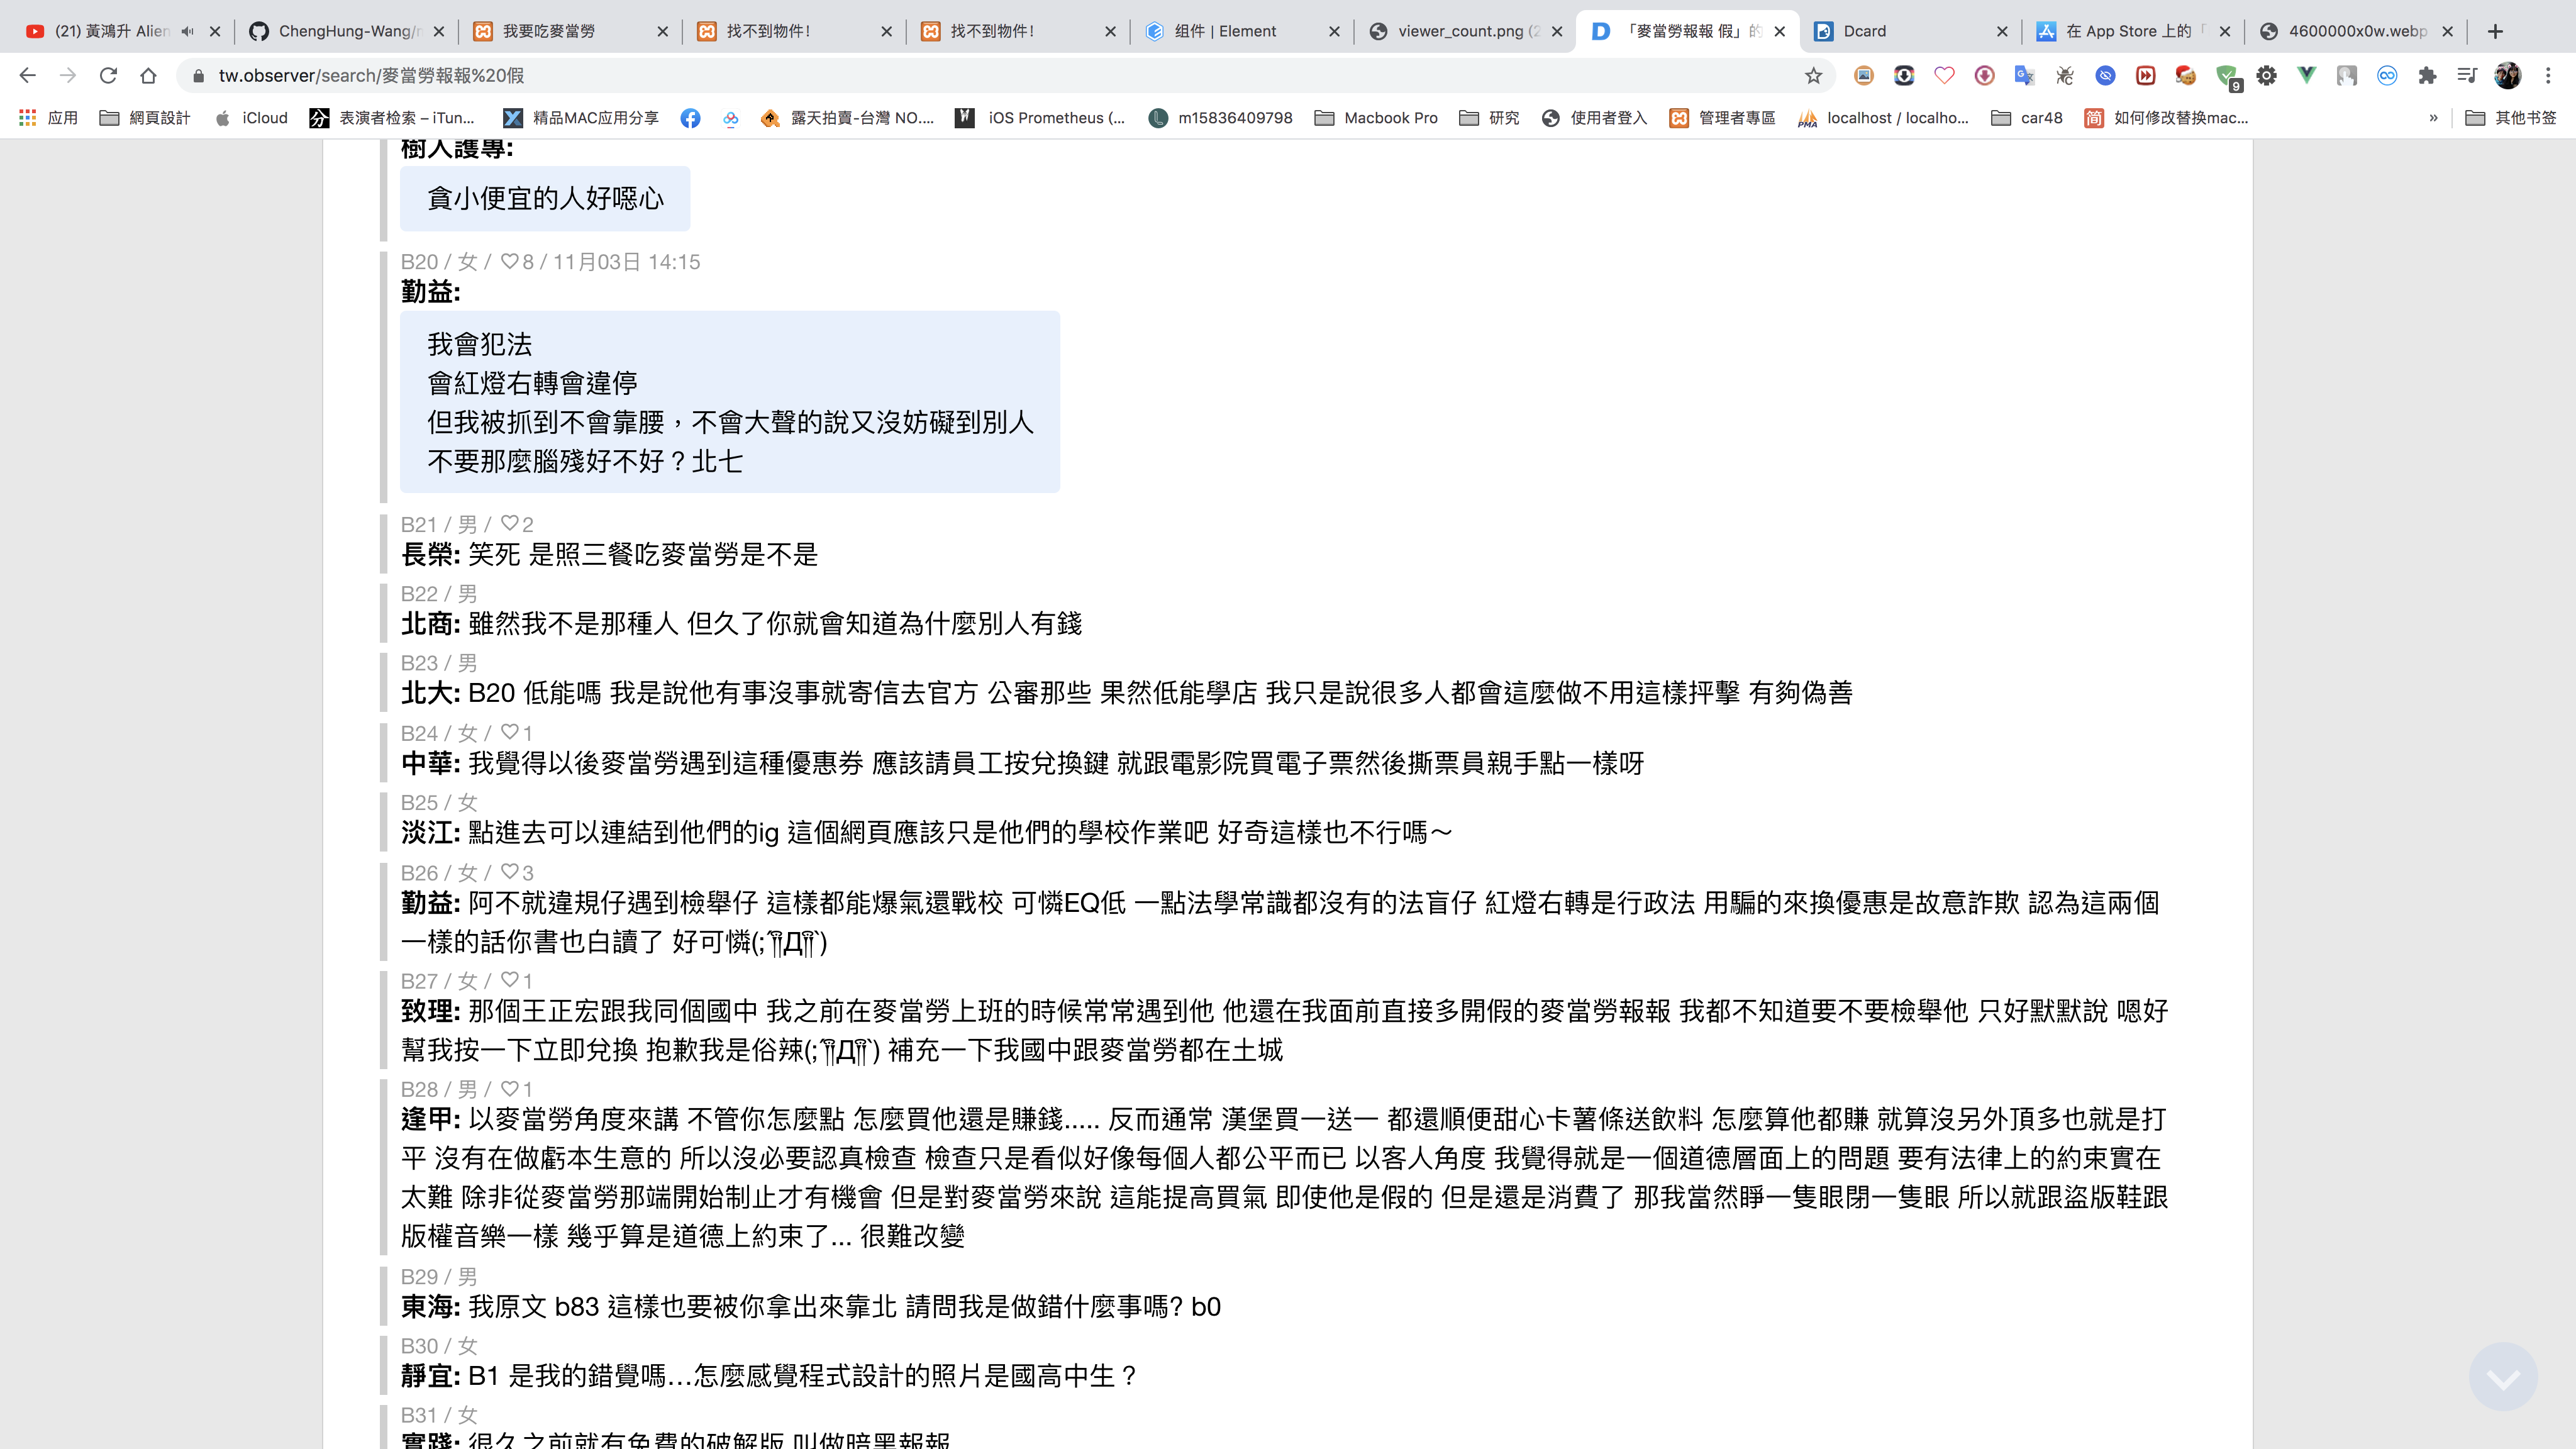 (21) 黃鴻升 Alien
ChengHung-Wang/
我要吃麥當勞
找不到物件!
找不到物件!
组件 | Element
viewer_count.png (2
「麥當勞報報 假」的
Dcard
在 App Store 上的「
4600000x0w.webp
tw.observer/search/麥當勞報報%20假
9
应用
網頁設計
iCloud
表演者检索 – iTun...
精品MAC应用分享
露天拍賣-台灣 NO....
iOS Prometheus (...
m15836409798
Macbook Pro
研究
使用者登入
管理者專區
localhost / localho...
car48
如何修改替换mac...
»
其他书签
樹人護專:
貪小便宜的人好噁心
B20 / 女 / ♡8 / 11月03日 14:15
勤益:
我會犯法
會紅燈右轉會違停
但我被抓到不會靠腰，不會大聲的說又沒妨礙到別人
不要那麼腦殘好不好？北七
B21 / 男 / ♡2
長榮: 笑死 是照三餐吃麥當勞是不是
B22 / 男
北商: 雖然我不是那種人 但久了你就會知道為什麼別人有錢
B23 / 男
北大: B20 低能嗎 我是說他有事沒事就寄信去官方 公審那些 果然低能學店 我只是說很多人都會這麼做不用這樣抨擊 有夠偽善
B24 / 女 / ♡1
中華: 我覺得以後麥當勞遇到這種優惠券 應該請員工按兌換鍵 就跟電影院買電子票然後撕票員親手點一樣呀
B25 / 女
淡江: 點進去可以連結到他們的ig 這個網頁應該只是他們的學校作業吧 好奇這樣也不行嗎～
B26 / 女 / ♡3
勤益: 阿不就違規仔遇到檢舉仔 這樣都能爆氣還戰校 可憐EQ低 一點法學常識都沒有的法盲仔 紅燈右轉是行政法 用騙的來換優惠是故意詐欺 認為這兩個
一樣的話你書也白讀了 好可憐(;´༎ຶД༎ຶ`)
B27 / 女 / ♡1
致理: 那個王正宏跟我同個國中 我之前在麥當勞上班的時候常常遇到他 他還在我面前直接多開假的麥當勞報報 我都不知道要不要檢舉他 只好默默說 嗯好
幫我按一下立即兌換 抱歉我是俗辣(;´༎ຶД༎ຶ`) 補充一下我國中跟麥當勞都在土城
B28 / 男 / ♡1
逢甲: 以麥當勞角度來講 不管你怎麼點 怎麼買他還是賺錢..... 反而通常 漢堡買一送一 都還順便甜心卡薯條送飲料 怎麼算他都賺 就算沒另外頂多也就是打
平 沒有在做虧本生意的 所以沒必要認真檢查 檢查只是看似好像每個人都公平而已 以客人角度 我覺得就是一個道德層面上的問題 要有法律上的約束實在
太難 除非從麥當勞那端開始制止才有機會 但是對麥當勞來說 這能提高買氣 即使他是假的 但是還是消費了 那我當然睜一隻眼閉一隻眼 所以就跟盜版鞋跟
版權音樂一樣 幾乎算是道德上約束了... 很難改變
B29 / 男
東海: 我原文 b83 這樣也要被你拿出來靠北 請問我是做錯什麼事嗎? b0
B30 / 女
靜宜: B1 是我的錯覺嗎…怎麼感覺程式設計的照片是國高中生？
B31 / 女
實踐: 很久之前就有免費的破解版 叫做暗黑報報